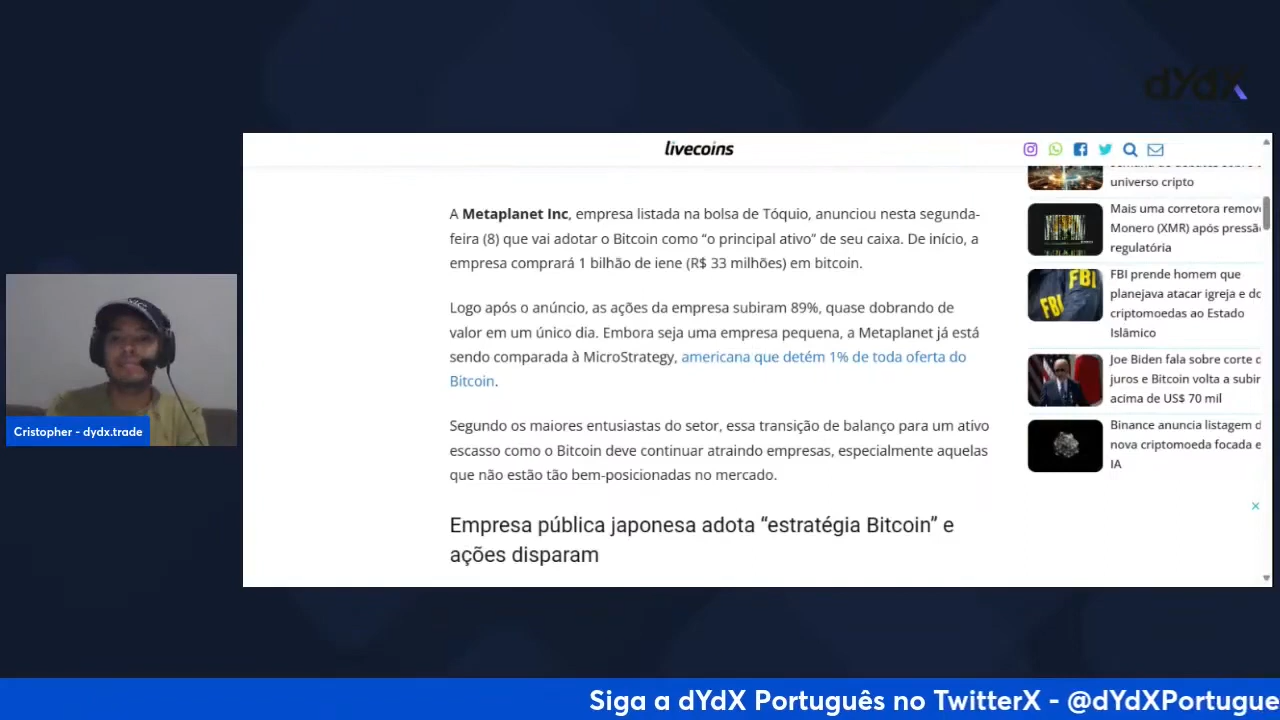 dYdX
livecoins
A Metaplanet Inc, empresa listada na bolsa de Tóquio, anunciou nesta segunda-
feira (8) que vai adotar o Bitcoin como “o principal ativo” de seu caixa. De início, a
empresa comprará 1 bilhão de iene (R$ 33 milhões) em bitcoin.
Logo após o anúncio, as ações da empresa subiram 89%, quase dobrando de
valor em um único dia. Embora seja uma empresa pequena, a Metaplanet já está
sendo comparada à MicroStrategy, americana que detém 1% de toda oferta do
Bitcoin.
Segundo os maiores entusiastas do setor, essa transição de balanço para um ativo
escasso como o Bitcoin deve continuar atraindo empresas, especialmente aquelas
que não estão tão bem-posicionadas no mercado.
Empresa pública japonesa adota “estratégia Bitcoin” e
ações disparam
universo cripto
Mais uma corretora remov
Monero (XMR) após pressã
regulatória
FBI
FBI
FBI prende homem que
planejava atacar igreja e do
criptomoedas ao Estado
Islâmico
Joe Biden fala sobre corte d
juros e Bitcoin volta a subir
acima de US$ 70 mil
Binance anuncia listagem d
nova criptomoeda focada e
IA
Cristopher - dydx.trade
Siga a dYdX Português no TwitterX - @dYdXPortugue